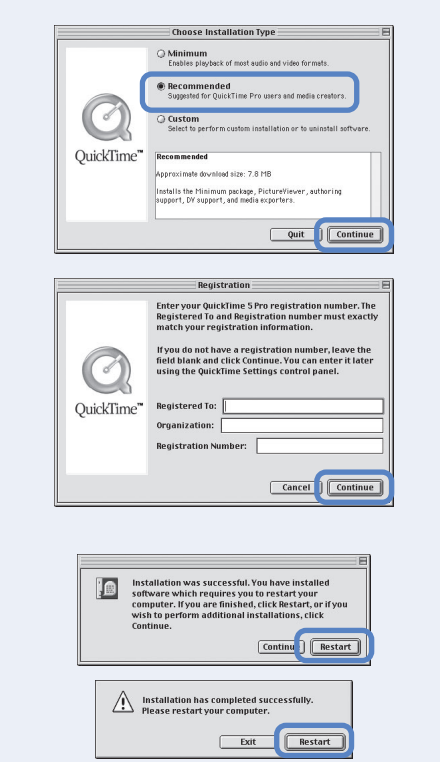 Choose Installation Type
Minimum
Enables playback of most audio and video formats.
Recommended
Suggested for QuickTime Pro users and media creators.
Custom
Select to perform custom installation or to uninstall software.
QuickTime™
Recommended
Approximate download size: 7.8 MB
Installs the Minimum package, PictureViewer, authoring
support, DV support, and media exporters.
Quit
Continue
Registration
Enter your QuickTime 5 Pro registration number. The
Registered To and Registration number must exactly
match your registration information.
If you do not have a registration number, leave the
field blank and click Continue. You can enter it later
using the QuickTime Settings control panel.
QuickTime™
Registered To:
Organization:
Registration Number:
Cancel
Continue
Installation was successful. You have installed
software which requires you to restart your
computer. If you are finished, click Restart, or if you
wish to perform additional installations, click
Continue.
Continu
Restart
Installation has completed successfully.
Please restart your computer.
Exit
Restart